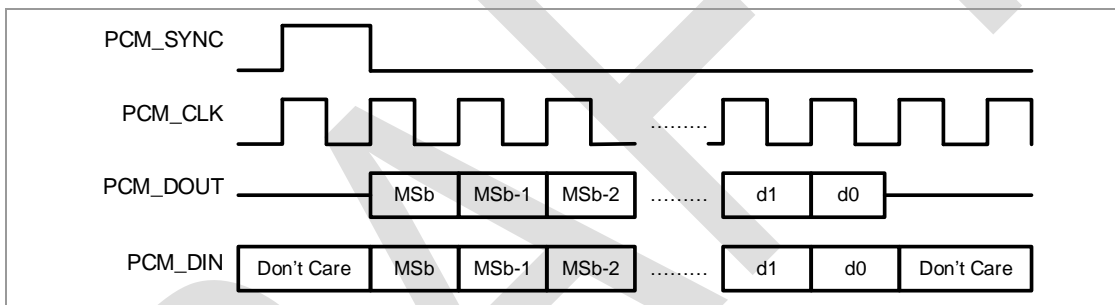 PCM_SYNC
PCM_CLK
.........
PCM_DOUT MSb MSb-1 MSb-2 ......... d1 d0
PCM_DIN Don't Care MSb MSb-1 MSb-2 ......... d1 d0 Don't Care